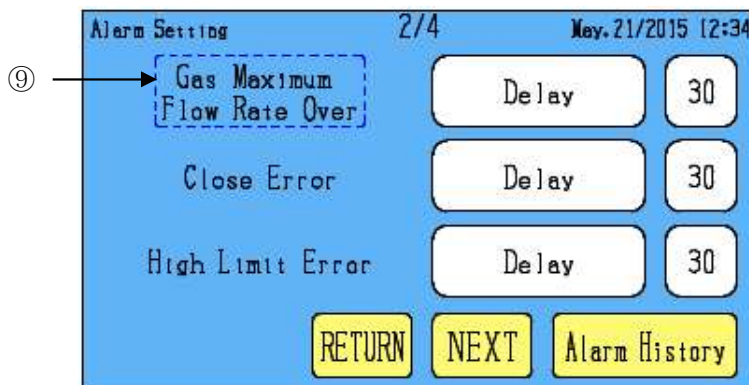 Alarm Setting 2/4 May.21/2015 12:34
⑨
Gas Maximum
Flow Rate Over
Delay 30
Close Error Delay 30
High Limit Error Delay 30
RETURN NEXT Alarm History